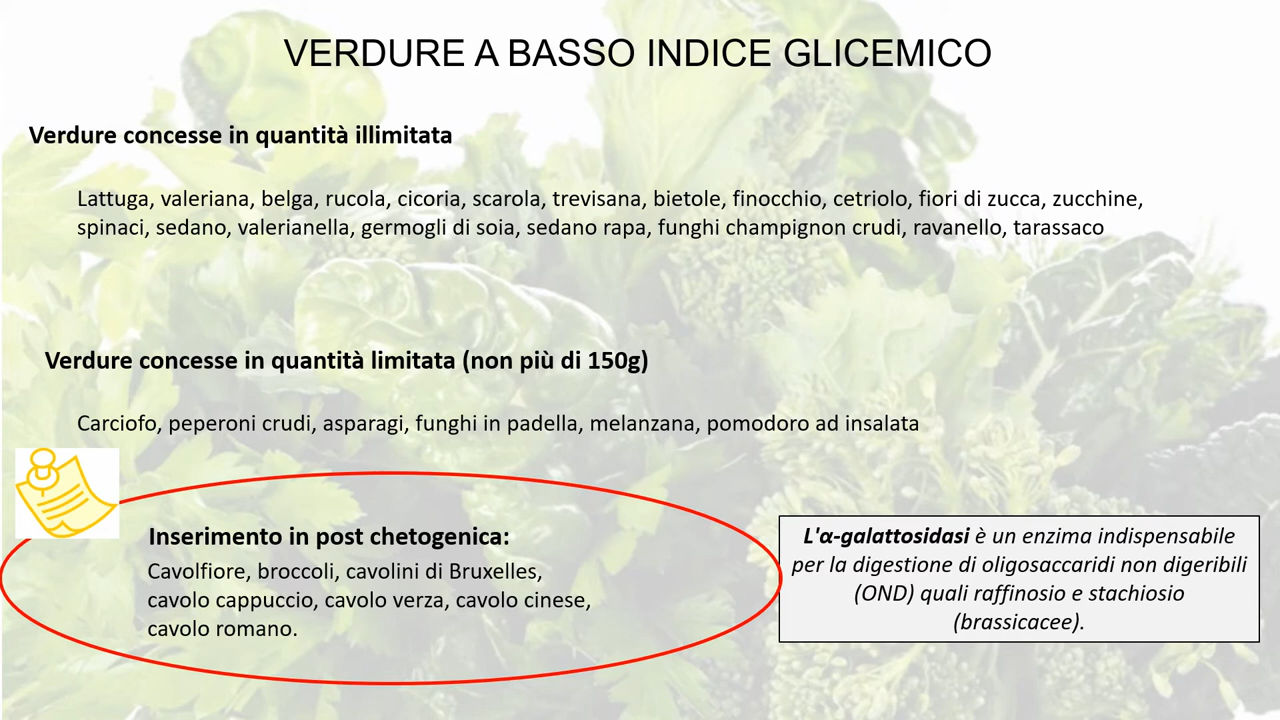 VERDURE A BASSO INDICE GLICEMICO
Verdure concesse in quantità illimitata
Lattuga, valeriana, belga, rucola, cicoria, scarola, trevisana, bietole, finocchio, cetriolo, fiori di zucca, zucchine,
spinaci, sedano, valerianella, germogli di soia, sedano rapa, funghi champignon crudi, ravanello, tarassaco
Verdure concesse in quantità limitata (non più di 150g)
Carciofo, peperoni crudi, asparagi, funghi in padella, melanzana, pomodoro ad insalata
Inserimento in post chetogenica:
Cavolfiore, broccoli, cavolini di Bruxelles,
cavolo cappuccio, cavolo verza, cavolo cinese,
cavolo romano.
L'α-galattosidasi è un enzima indispensabile
per la digestione di oligosaccaridi non digeribili
(OND) quali raffinosio e stachiosio
(brassicacee).